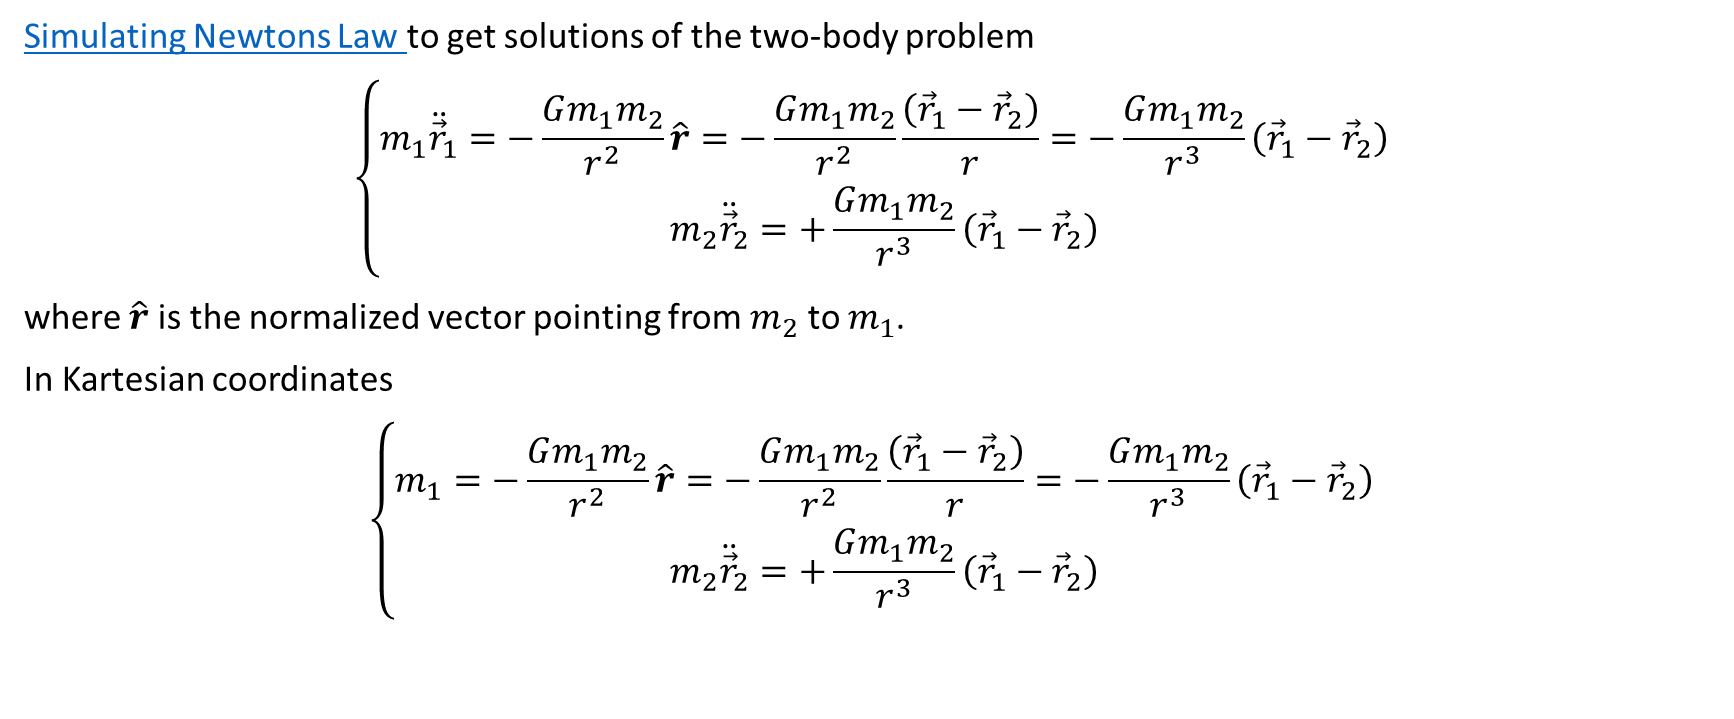 Simulating Newtons Law to get solutions of the two-body problem
m₁r⃗̈₁ = − Gm₁m₂/r² r̂ = − Gm₁m₂/r² (r⃗₁ − r⃗₂)/r = − Gm₁m₂/r³ (r⃗₁ − r⃗₂)
m₂r⃗̈₂ = + Gm₁m₂/r³ (r⃗₁ − r⃗₂)
where r̂ is the normalized vector pointing from m₂ to m₁.
In Kartesian coordinates
m₁ = − Gm₁m₂/r² r̂ = − Gm₁m₂/r² (r⃗₁ − r⃗₂)/r = − Gm₁m₂/r³ (r⃗₁ − r⃗₂)
m₂r⃗̈₂ = + Gm₁m₂/r³ (r⃗₁ − r⃗₂)